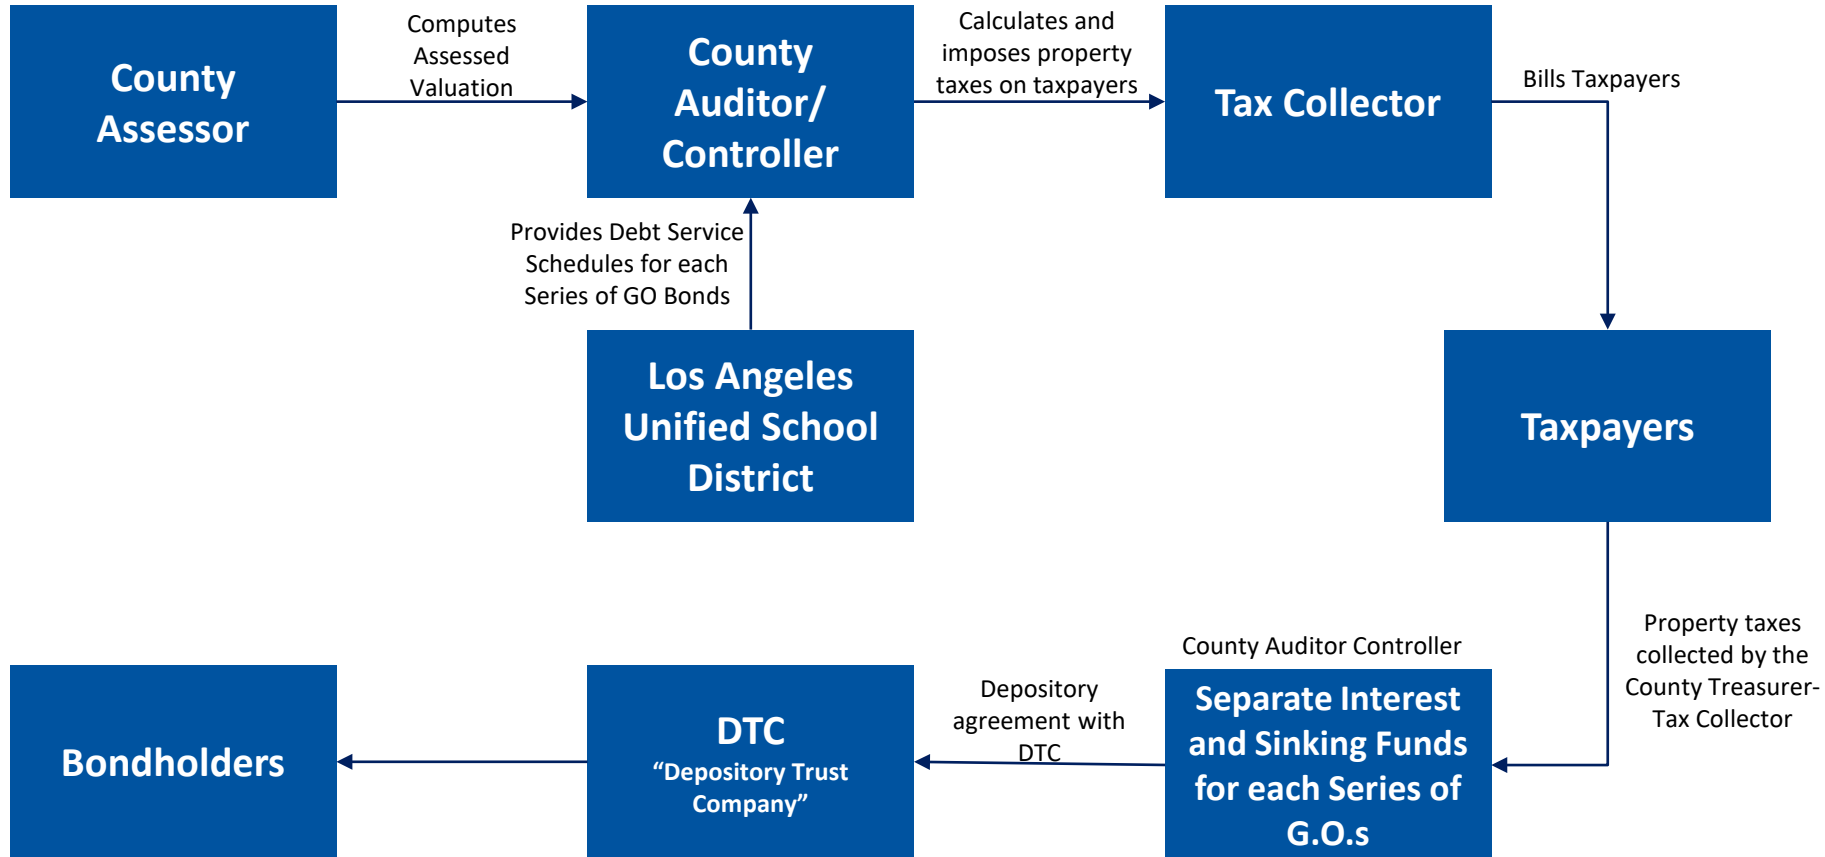 County
Assessor
Computes
Assessed
Valuation
County
Auditor/
Controller
Calculates and
imposes property
taxes on taxpayers
Tax Collector
Bills Taxpayers
Provides Debt Service
Schedules for each
Series of GO Bonds
Los Angeles
Unified School
District
Taxpayers
Property taxes
collected by the
County Treasurer-
Tax Collector
County Auditor Controller
Separate Interest
and Sinking Funds
for each Series of
G.O.s
Depository
agreement with
DTC
DTC
“Depository Trust
Company”
Bondholders